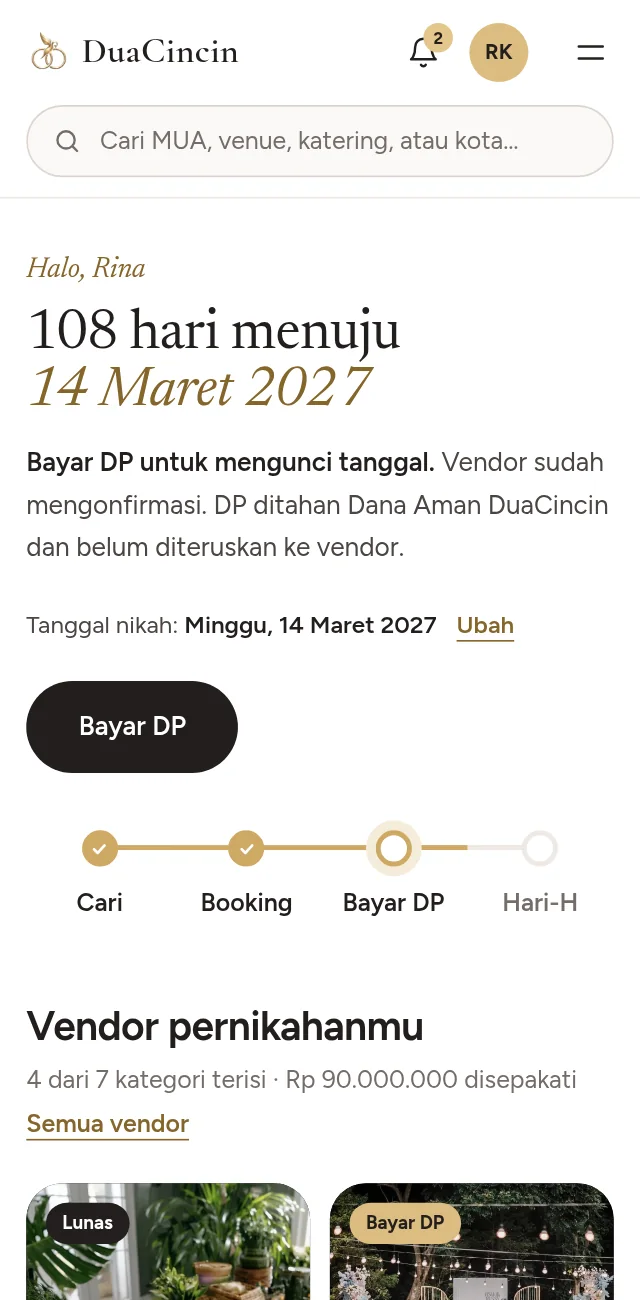 DuaCincin
2
RK
Cari MUA, venue, katering, atau kota...
Halo, Rina
108 hari menuju
14 Maret 2027
Bayar DP untuk mengunci tanggal. Vendor sudah
mengonfirmasi. DP ditahan Dana Aman DuaCincin
dan belum diteruskan ke vendor.
Tanggal nikah: Minggu, 14 Maret 2027 Ubah
Bayar DP
Cari Booking Bayar DP Hari-H
Vendor pernikahanmu
4 dari 7 kategori terisi · Rp 90.000.000 disepakati
Semua vendor
Lunas
Bayar DP